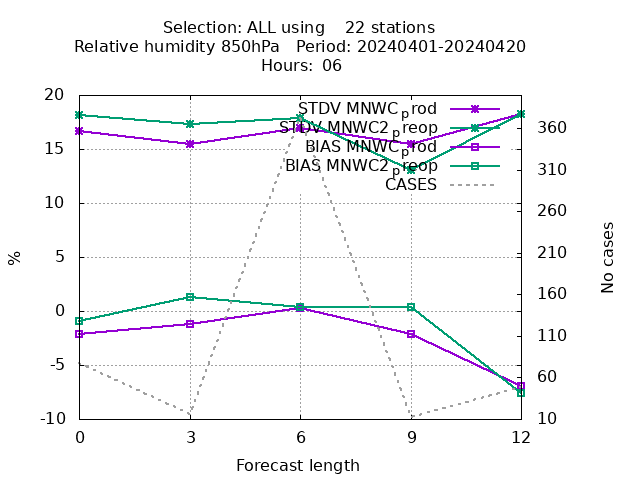 Selection: ALL using    22 stations
Relative humidity 850hPa   Period: 20240401-20240420
Hours: 06
STDV MNWC_prod
STDV MNWC2_preop
BIAS MNWC_prod
BIAS MNWC2_preop
CASES
20
15
10
5
0
-5
-10
%
360
310
260
210
160
110
60
10
No cases
0 3 6 9 12
Forecast length